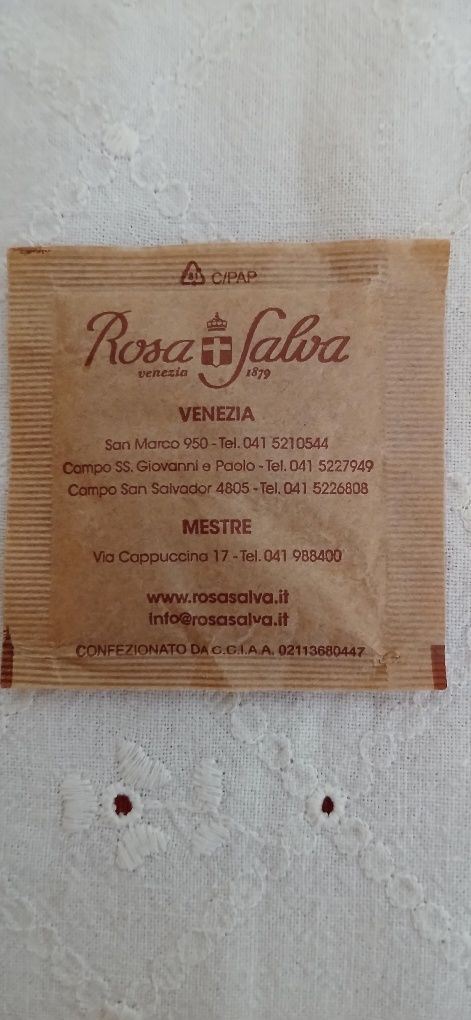 81 C/PAP
Rosa Salva
venezia 1879
VENEZIA
San Marco 950 - Tel. 041 5210544
Campo SS. Giovanni e Paolo - Tel. 041 5227949
Campo San Salvador 4805 - Tel. 041 5226808
MESTRE
Via Cappuccina 17 - Tel. 041 988400
www.rosasalva.it
info@rosasalva.it
CONFEZIONATO DA C.C.I.A.A. 02113680447